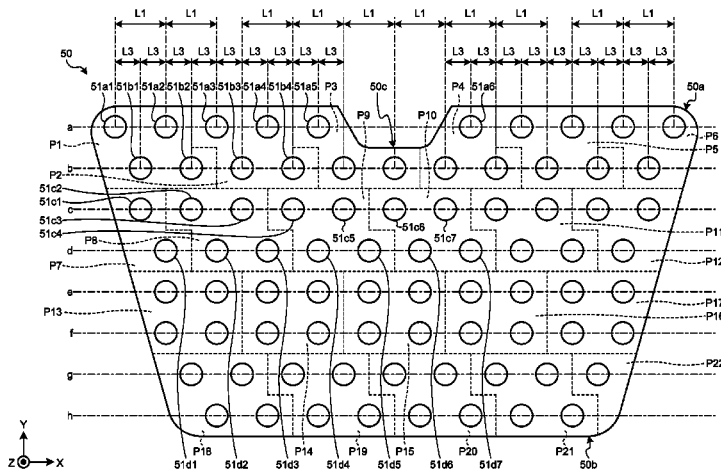 L1 L1 L1 L1 L1 L1 L1 L1
L3 L3 L3 L3 L3 L3 L3 L3 L3 L3 L3 L3 L3 L3 L3 L3 L3 L3
50
51a1 51b1 51a2 51b2 51a3 51b3 51a4 51b4 51a5 P3 50c P4 51a6 50a
a
P1 P9 P10 P5 P6
b
P2
51c2
51c1
c
51c3
51c4
P8 51c5 51c6 51c7 P11
d
P7 P12
e
P13 P17
P16
f
P22
g
h
P18 P14 P19 P15 P20 P21
51d1 51d2 51d3 51d4 51d5 51d6 51d7 50b
Y
Z X